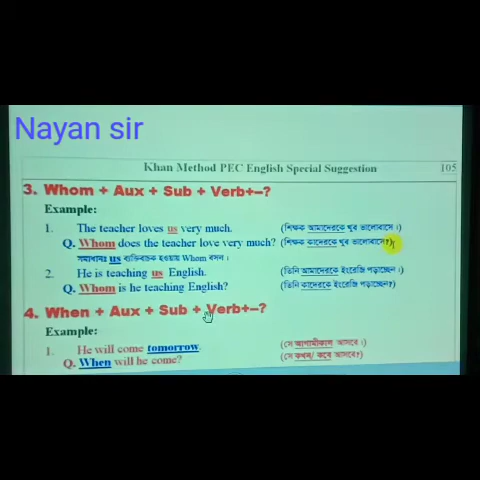 Nayan sir
Khan Method PEC English Special Suggestion 105
3. Whom + Aux + Sub + Verb+–?
Example:
1. The teacher loves us very much. (শিক্ষক আমাদেরকে খুব ভালোবাসে।)
Q. Whom does the teacher love very much? (শিক্ষক কাদেরকে খুব ভালোবাসে?)
সমাধানঃ us ব্যক্তিবাচক হওয়ায় Whom বসল।
2. He is teaching us English. (তিনি আমাদেরকে ইংরেজি পড়াচ্ছেন।)
Q. Whom is he teaching English? (তিনি কাদেরকে ইংরেজি পড়াচ্ছেন?)
4. When + Aux + Sub + Verb+–?
Example:
1. He will come tomorrow. (সে আগামীকাল আসবে।)
Q. When will he come? (সে কখন/ কবে আসবে?)